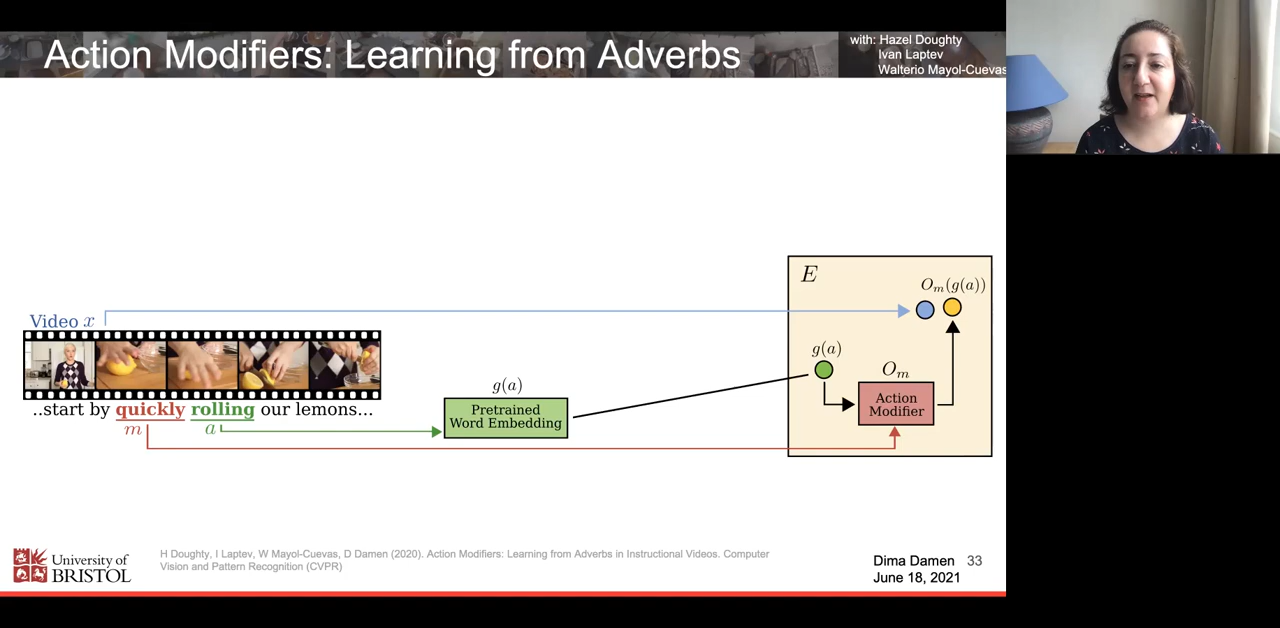 Action Modifiers: Learning from Adverbs
with: Hazel Doughty
Ivan Laptev
Walterio Mayol-Cuevas
E
O_m(g(a))
Video x
g(a)
O_m
g(a)
Action
Modifier
Pretrained
Word Embedding
..start by quickly rolling our lemons...
m
a
University of
BRISTOL
H Doughty, I Laptev, W Mayol-Cuevas, D Damen (2020). Action Modifiers: Learning from Adverbs in Instructional Videos. Computer
Vision and Pattern Recognition (CVPR)
Dima Damen 33
June 18, 2021